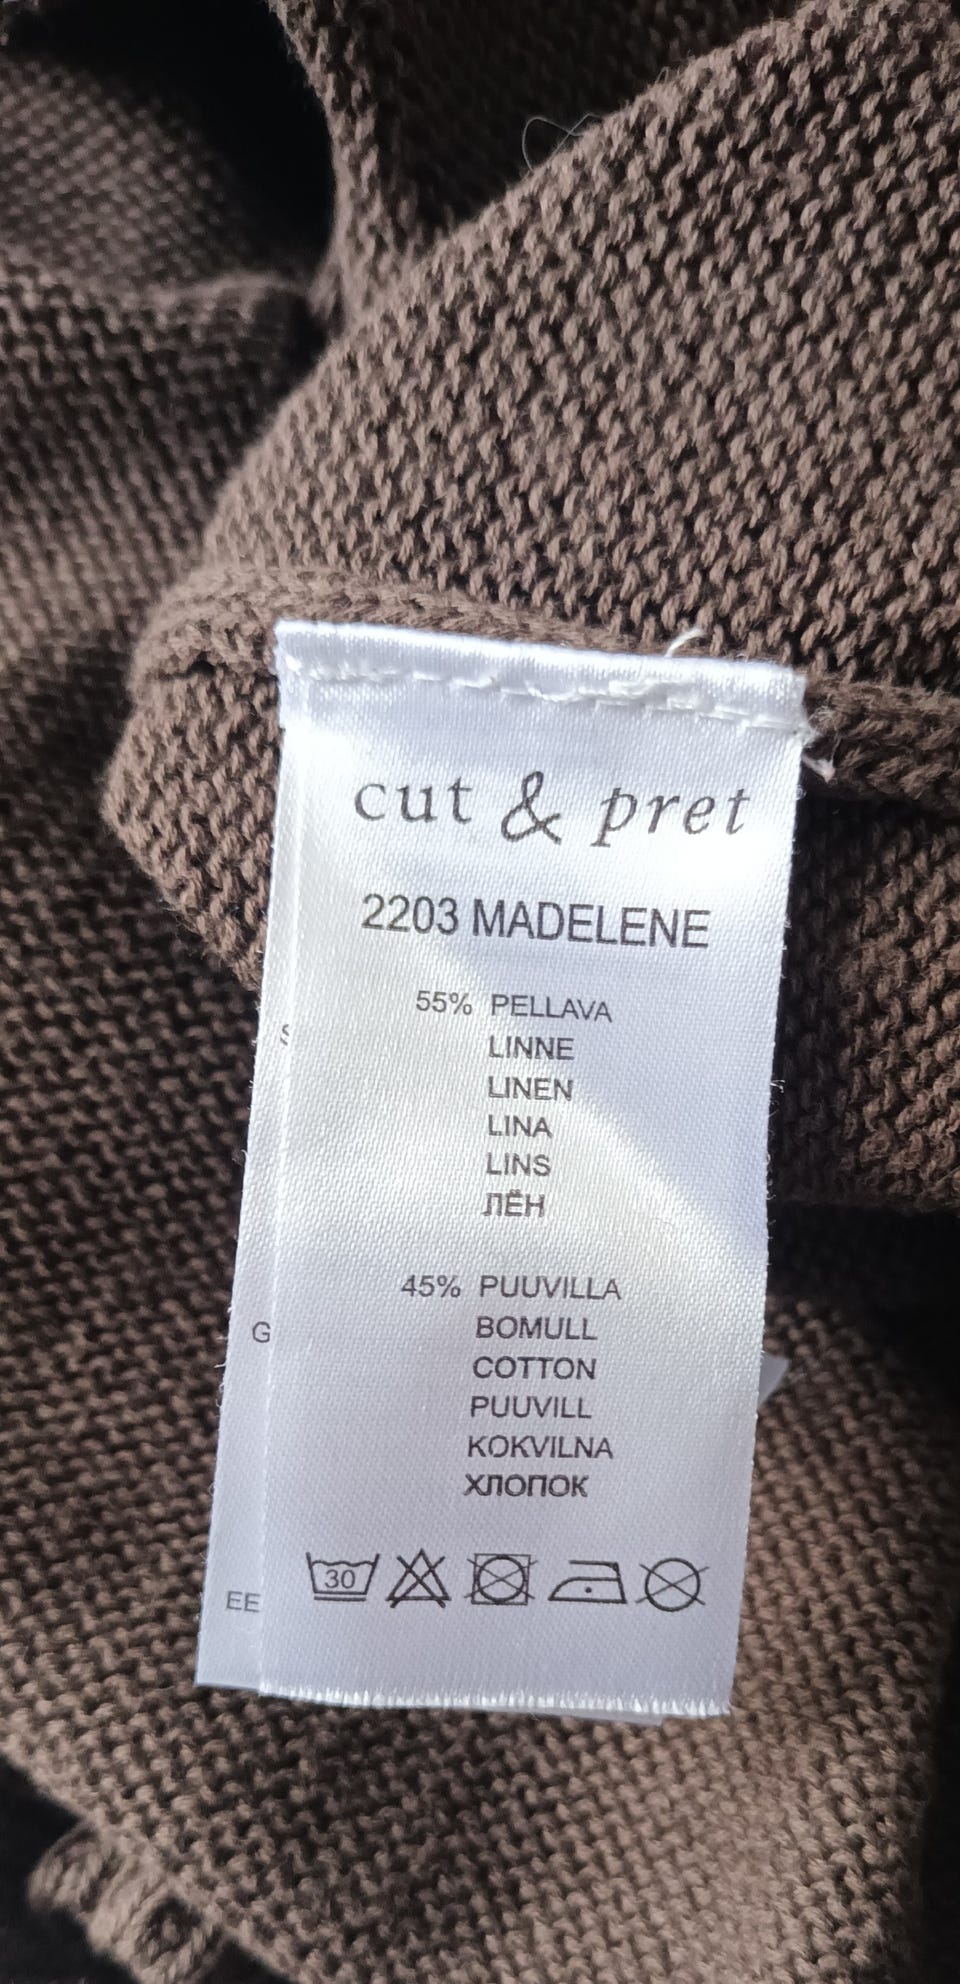 cut & pret
2203 MADELENE
55% PELLAVA
LINNE
LINEN
LINA
LINS
ЛЁН
45% PUUVILLA
BOMULL
COTTON
PUUVILL
KOKVILNA
ХЛОПОК
30
G
EE